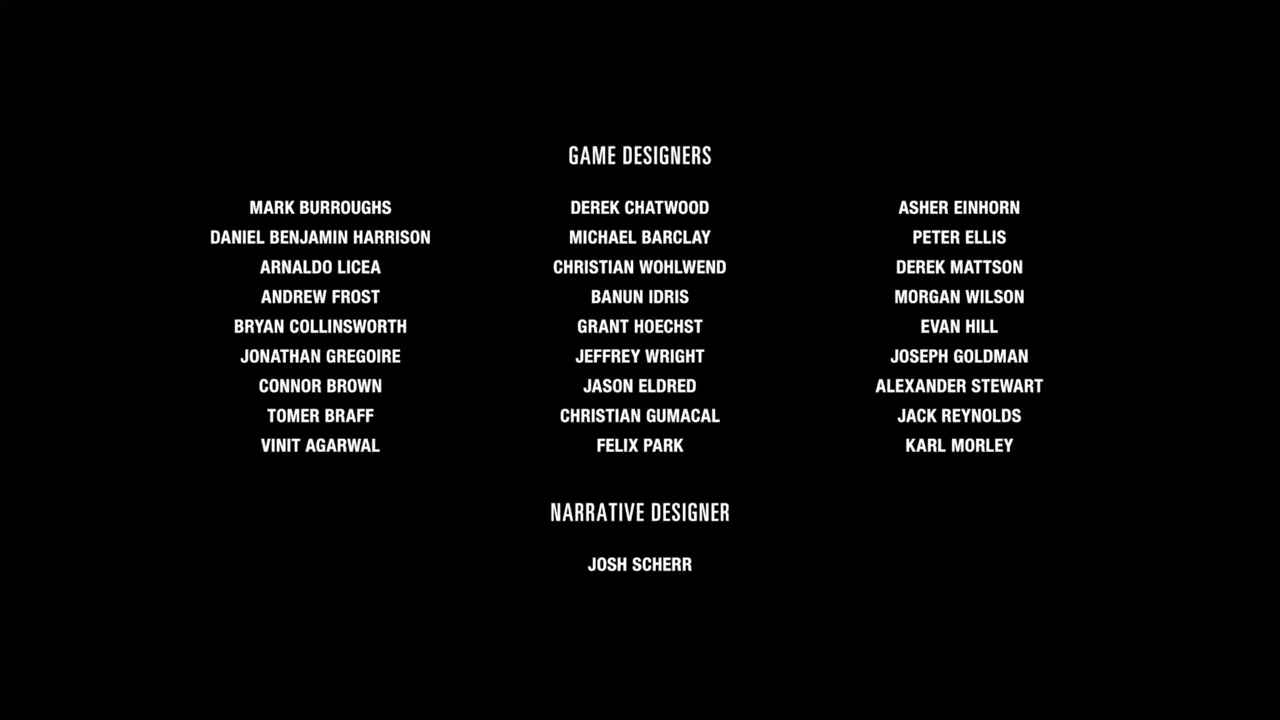 GAME DESIGNERS
MARK BURROUGHS DEREK CHATWOOD ASHER EINHORN
DANIEL BENJAMIN HARRISON MICHAEL BARCLAY PETER ELLIS
ARNALDO LICEA CHRISTIAN WOHLWEND DEREK MATTSON
ANDREW FROST BANUN IDRIS MORGAN WILSON
BRYAN COLLINSWORTH GRANT HOECHST EVAN HILL
JONATHAN GREGOIRE JEFFREY WRIGHT JOSEPH GOLDMAN
CONNOR BROWN JASON ELDRED ALEXANDER STEWART
TOMER BRAFF CHRISTIAN GUMACAL JACK REYNOLDS
VINIT AGARWAL FELIX PARK KARL MORLEY
NARRATIVE DESIGNER
JOSH SCHERR